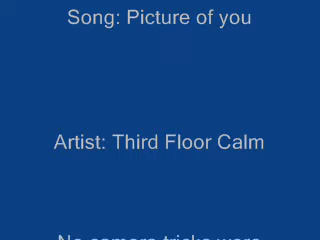 Song: Picture of you
Artist: Third Floor Calm
No camera tricks were